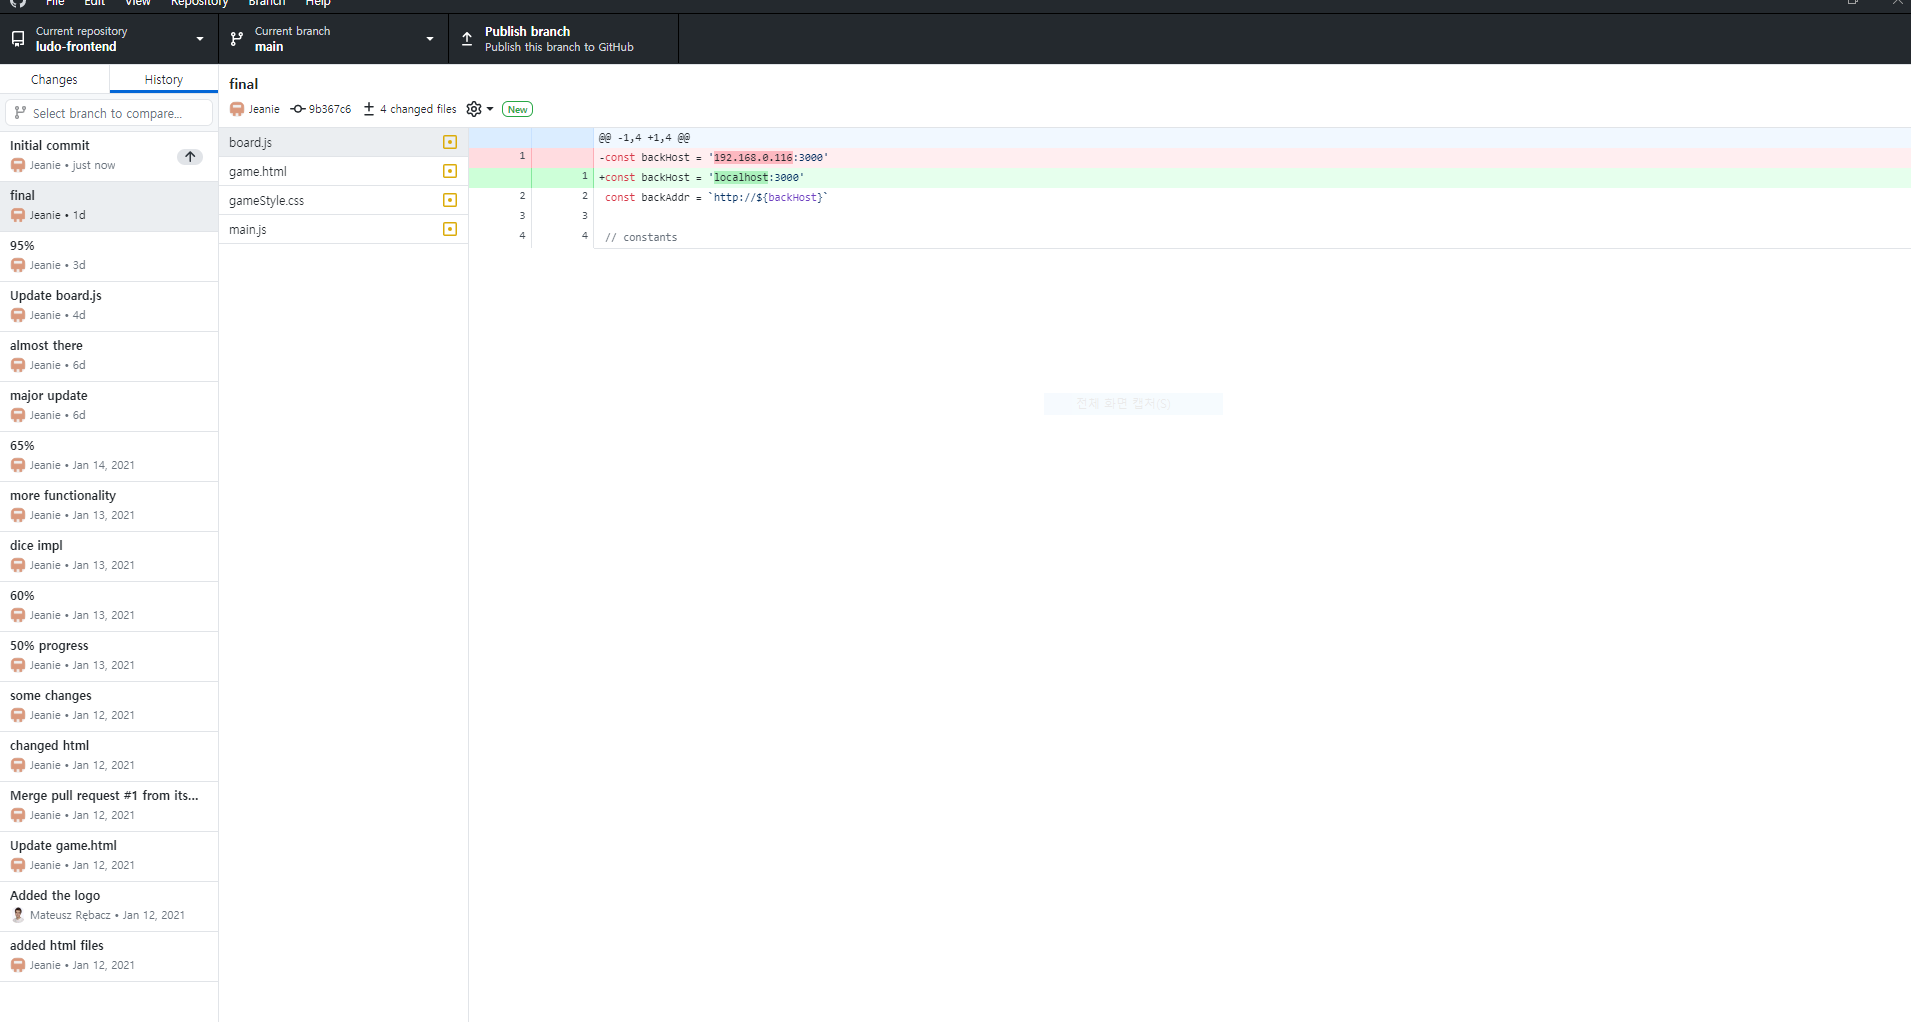 File Edit View Repository Branch Help
Current repository
ludo-frontend
Current branch
main
Publish branch
Publish this branch to GitHub
Changes
History
Select branch to compare...
Initial commit
Jeanie • just now
final
Jeanie • 1d
95%
Jeanie • 3d
Update board.js
Jeanie • 4d
almost there
Jeanie • 6d
major update
Jeanie • 6d
65%
Jeanie • Jan 14, 2021
more functionality
Jeanie • Jan 13, 2021
dice impl
Jeanie • Jan 13, 2021
60%
Jeanie • Jan 13, 2021
50% progress
Jeanie • Jan 13, 2021
some changes
Jeanie • Jan 12, 2021
changed html
Jeanie • Jan 12, 2021
Merge pull request #1 from its...
Jeanie • Jan 12, 2021
Update game.html
Jeanie • Jan 12, 2021
Added the logo
Mateusz Rębacz • Jan 12, 2021
added html files
Jeanie • Jan 12, 2021
final
Jeanie 9b367c6 4 changed files New
board.js
game.html
gameStyle.css
main.js
@@ -1,4 +1,4 @@
1 -const backHost = '192.168.0.116:3000'
1 +const backHost = 'localhost:3000'
2 2 const backAddr = `http://${backHost}`
3 3
4 4 // constants
전체 화면 캡처(S)